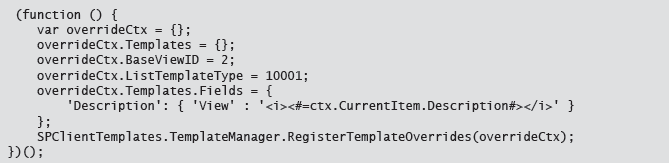 (function () {
    var overrideCtx = {};
    overrideCtx.Templates = {};
    overrideCtx.BaseViewID = 2;
    overrideCtx.ListTemplateType = 10001;
    overrideCtx.Templates.Fields = {
        'Description': { 'View' : '<i><#=ctx.CurrentItem.Description#></i>' }
    };
    SPClientTemplates.TemplateManager.RegisterTemplateOverrides(overrideCtx);
})();